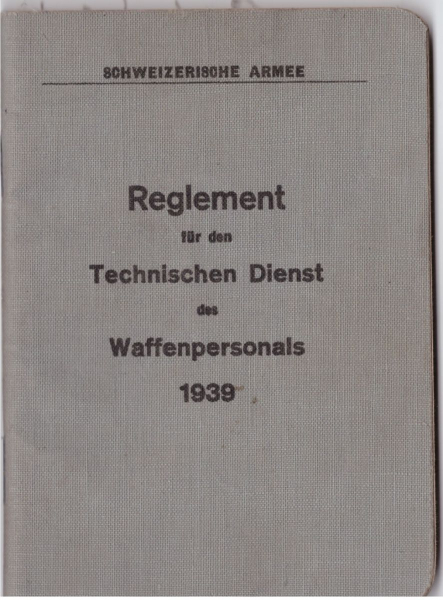 SCHWEIZERISCHE ARMEE
Reglement
für den
Technischen Dienst
des
Waffenpersonals
1939